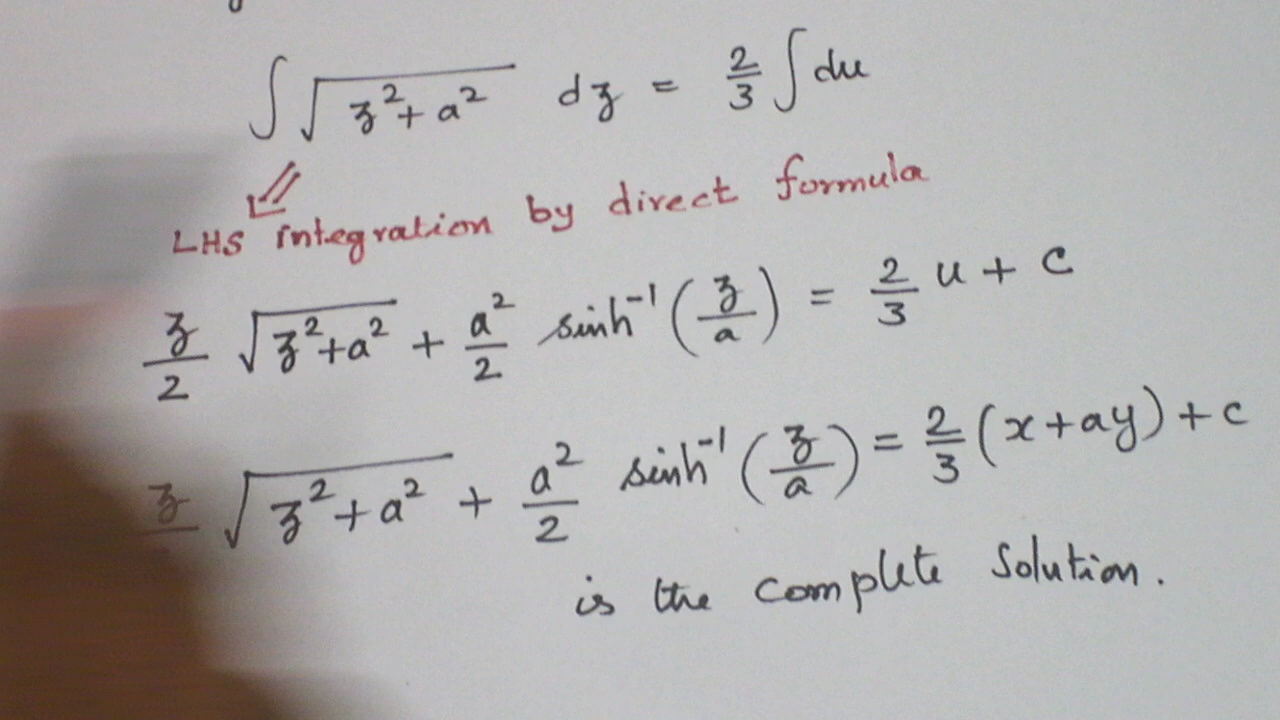 ∫ √(z² + a²) dz = 2/3 ∫ du
LHS integration by direct formula
z/2 √(z² + a²) + a²/2 sinh⁻¹(z/a) = 2/3 u + c
z √(z² + a²) + a²/2 sinh⁻¹(z/a) = 2/3 (x + ay) + c
is the complete solution.